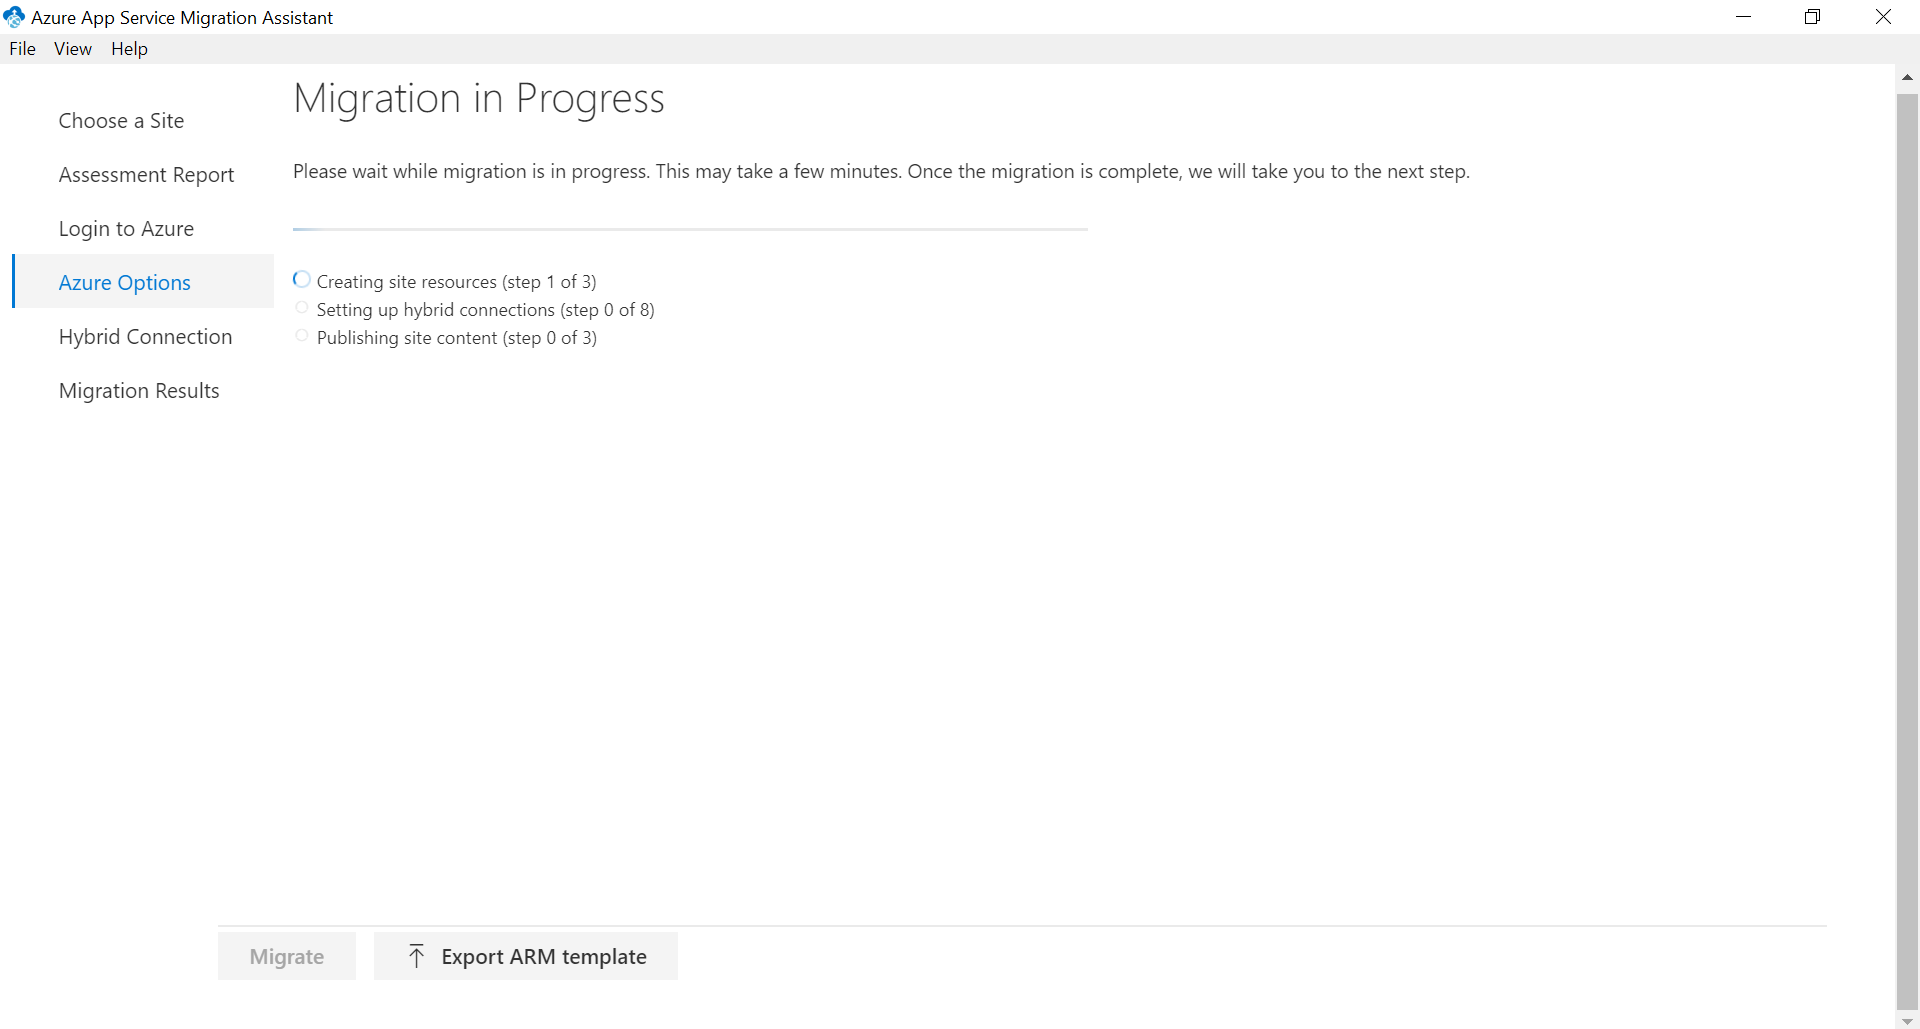 Azure App Service Migration Assistant
File View Help
Choose a Site
Assessment Report
Login to Azure
Azure Options
Hybrid Connection
Migration Results
Migration in Progress
Please wait while migration is in progress. This may take a few minutes. Once the migration is complete, we will take you to the next step.
Creating site resources (step 1 of 3)
Setting up hybrid connections (step 0 of 8)
Publishing site content (step 0 of 3)
Migrate
Export ARM template